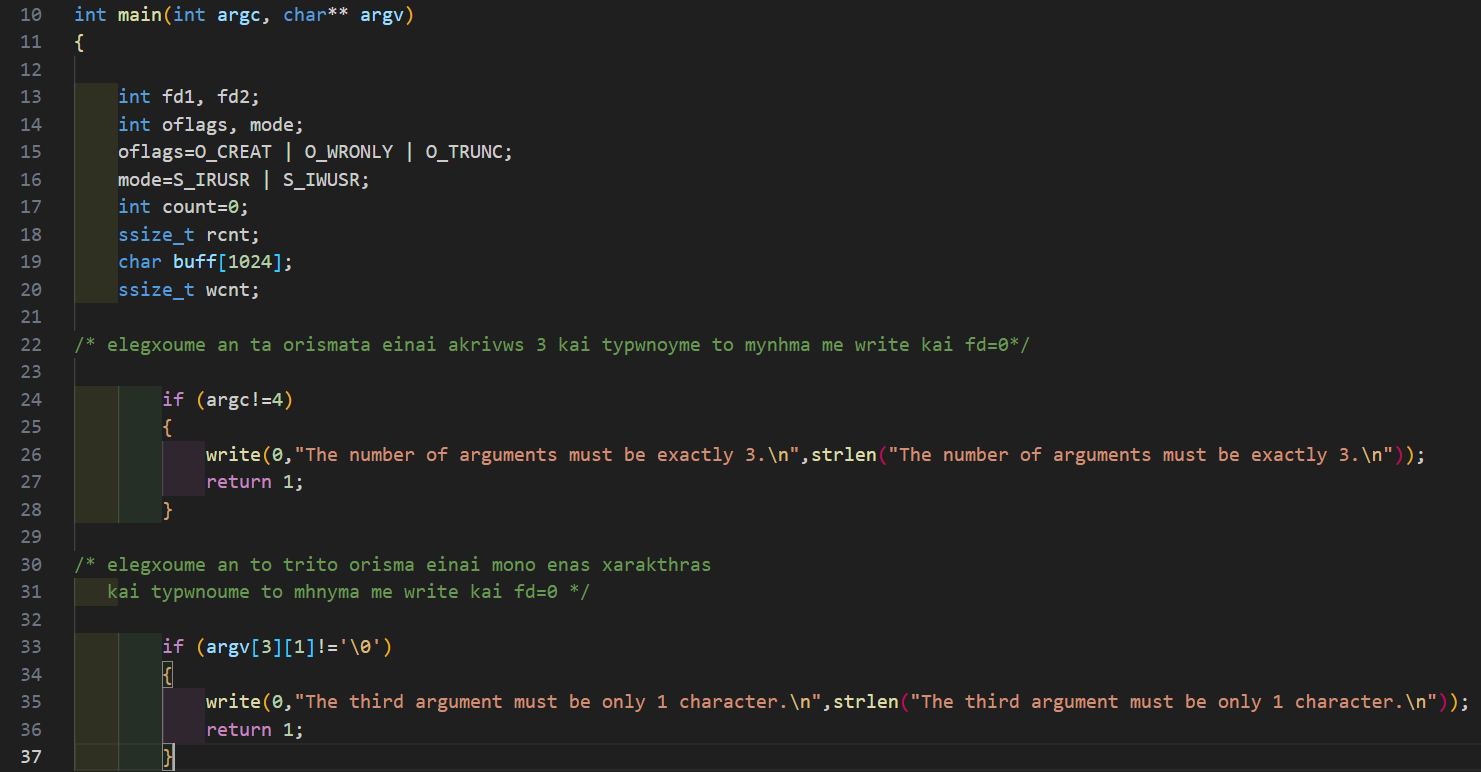 10 int main(int argc, char** argv)
11 {
12
13 int fd1, fd2;
14 int oflags, mode;
15 oflags=O_CREAT | O_WRONLY | O_TRUNC;
16 mode=S_IRUSR | S_IWUSR;
17 int count=0;
18 ssize_t rcnt;
19 char buff[1024];
20 ssize_t wcnt;
21
22 /* elegxoume an ta orismata einai akrivws 3 kai typwnoyme to mynhma me write kai fd=0*/
23
24 if (argc!=4)
25 {
26 write(0,"The number of arguments must be exactly 3.\n",strlen("The number of arguments must be exactly 3.\n"));
27 return 1;
28 }
29
30 /* elegxoume an to trito orisma einai mono enas xarakthras
31 kai typwnoume to mhnyma me write kai fd=0 */
32
33 if (argv[3][1]!='\0')
34 {
35 write(0,"The third argument must be only 1 character.\n",strlen("The third argument must be only 1 character.\n"));
36 return 1;
37 }